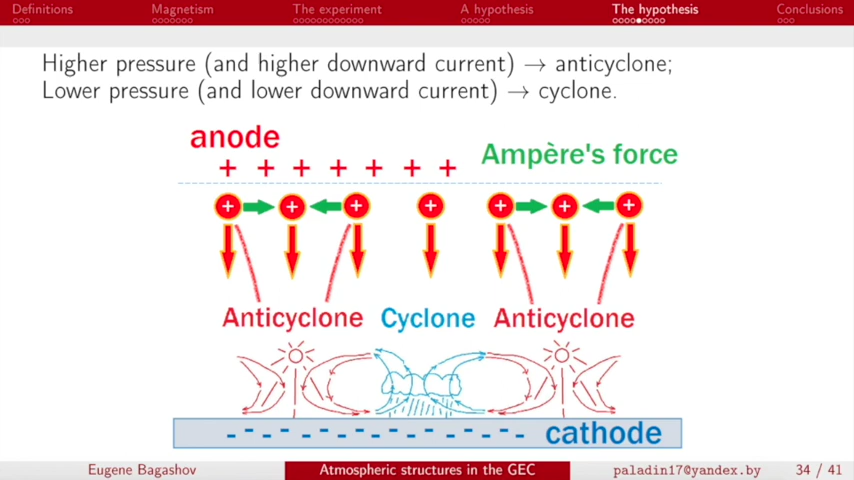 Definitions Magnetism The experiment A hypothesis The hypothesis Conclusions
Higher pressure (and higher downward current) → anticyclone;
Lower pressure (and lower downward current) → cyclone.
anode
+ + + + + + +
Ampère's force
+ + + + + + +
Anticyclone Cyclone Anticyclone
- - - - - - - - - - - - - - - - cathode
Eugene Bagashov Atmospheric structures in the GEC paladin17@yandex.by 34 / 41